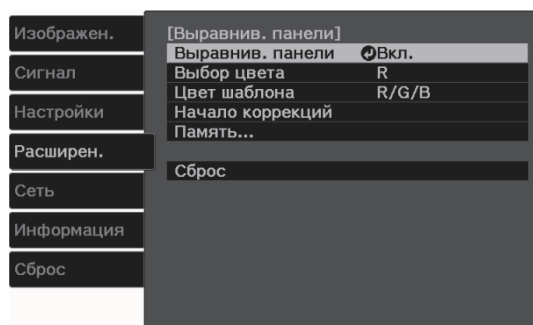 Изображен.
Сигнал
Настройки
Расширен.
Сеть
Информация
Сброс
[Выравнив. панели]
Выравнив. панели Вкл.
Выбор цвета R
Цвет шаблона R/G/B
Начало коррекций
Память...
Сброс